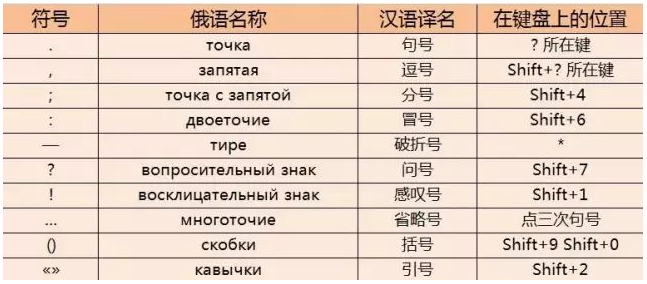 符号 俄语名称 汉语译名 在键盘上的位置
. точка 句号 ? 所在键
, запятая 逗号 Shift+? 所在键
; точка с запятой 分号 Shift+4
: двоеточие 冒号 Shift+6
— тире 破折号 *
? вопросительный знак 问号 Shift+7
! восклицательный знак 感叹号 Shift+1
... многоточие 省略号 点三次句号
() скобки 括号 Shift+9 Shift+0
«» кавычки 引号 Shift+2